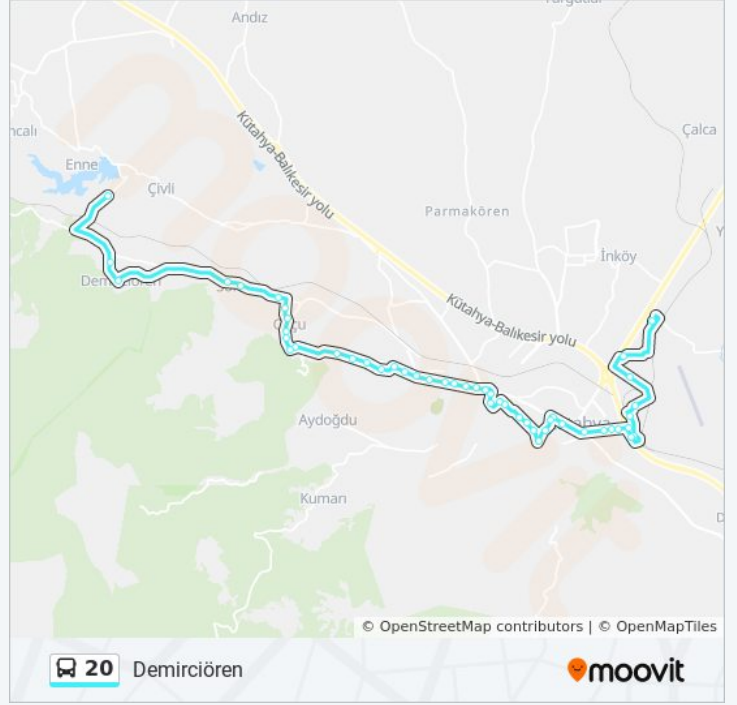 Andız
Çalca
Kütahya-Balıkesir yolu
Enne
Çivli
Parmakören
İnköy
Kütahya-Balıkesir yolu
Aydoğdu
Kumarı
© OpenStreetMap contributors | © OpenMapTiles
20 Demirciören
moovit